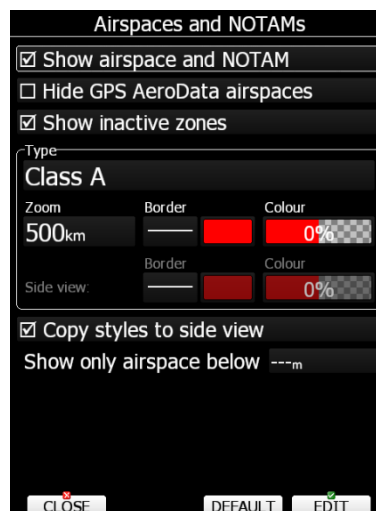 Airspaces and NOTAMs
Show airspace and NOTAM
Hide GPS AeroData airspaces
Show inactive zones
Type
Class A
Zoom Border Colour
500km 0%
Border Colour
Side view: 0%
Copy styles to side view
Show only airspace below ---m
CLOSE DEFAULT EDIT